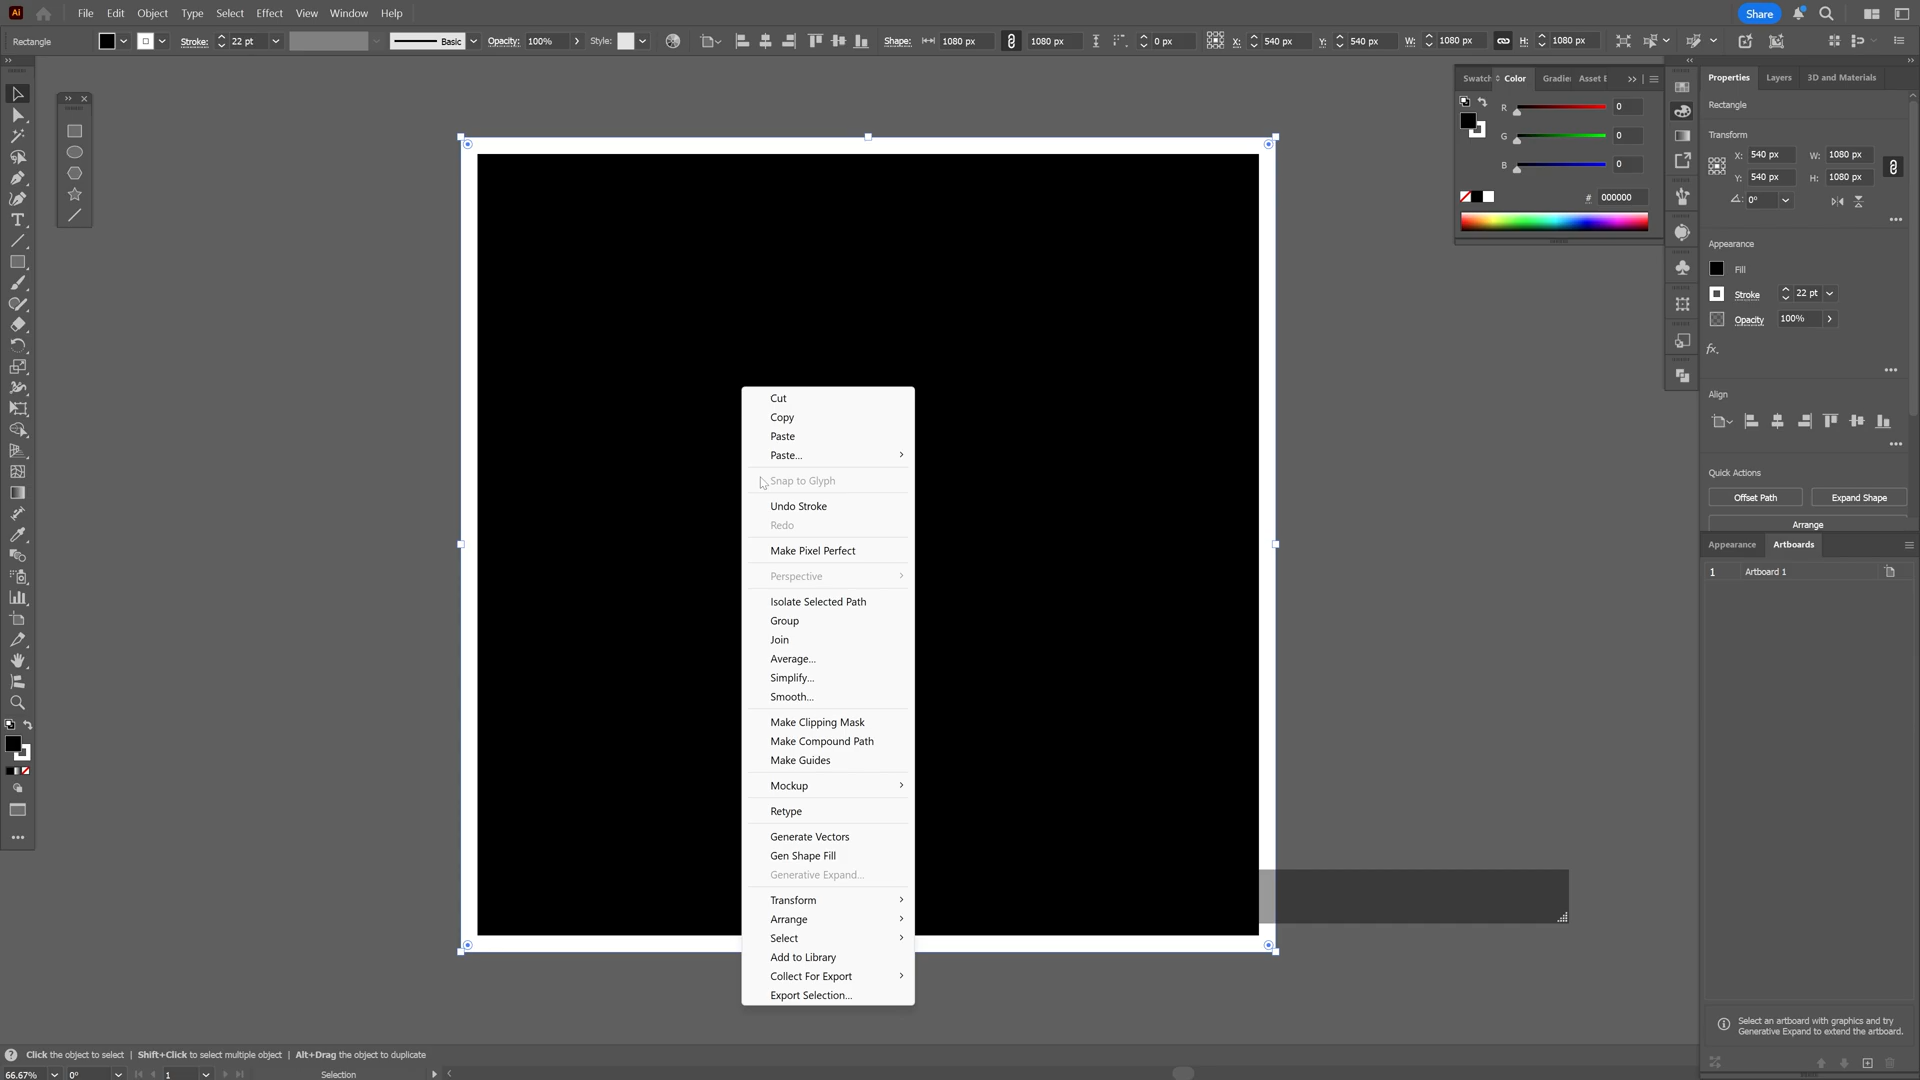 Ai File Edit Object Type Select Effect View Window Help Share
Rectangle Stroke: 22 pt Basic Opacity: 100% Style: Shape: 1080 px 1080 px 0 px X: 540 px Y: 540 px W: 1080 px H: 1080 px
Swatch Color Gradie Asset E
R 0
G 0
B 0
# 000000
Properties Layers 3D and Materials
Rectangle
Transform
X: 540 px W: 1080 px
Y: 540 px H: 1080 px
0°
Appearance
Fill
Stroke 22 pt
Opacity 100%
fx.
Align
Quick Actions
Offset Path Expand Shape
Arrange
Appearance Artboards
1 Artboard 1
Select an artboard with graphics and try
Generative Expand to extend the artboard.
Cut
Copy
Paste
Paste...
Snap to Glyph
Undo Stroke
Redo
Make Pixel Perfect
Perspective
Isolate Selected Path
Group
Join
Average...
Simplify...
Smooth...
Make Clipping Mask
Make Compound Path
Make Guides
Mockup
Retype
Generate Vectors
Gen Shape Fill
Generative Expand...
Transform
Arrange
Select
Add to Library
Collect For Export
Export Selection...
Click the object to select | Shift+Click to select multiple object | Alt+Drag the object to duplicate
66.67% 0° 1 Selection